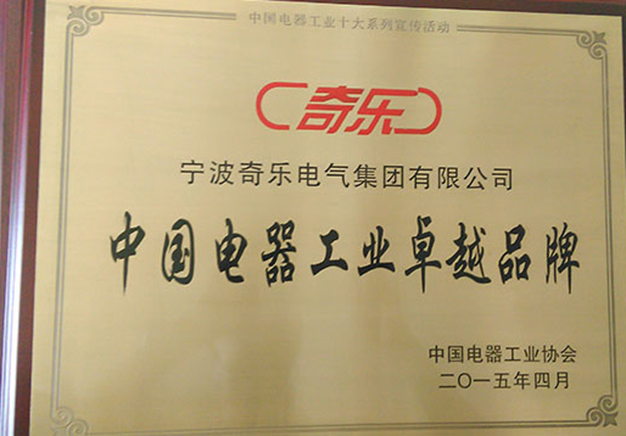 中国电器工业十大系列宣传活动
奇乐
宁波奇乐电气集团有限公司
中国电器工业卓越品牌
中国电器工业协会
二〇一五年四月